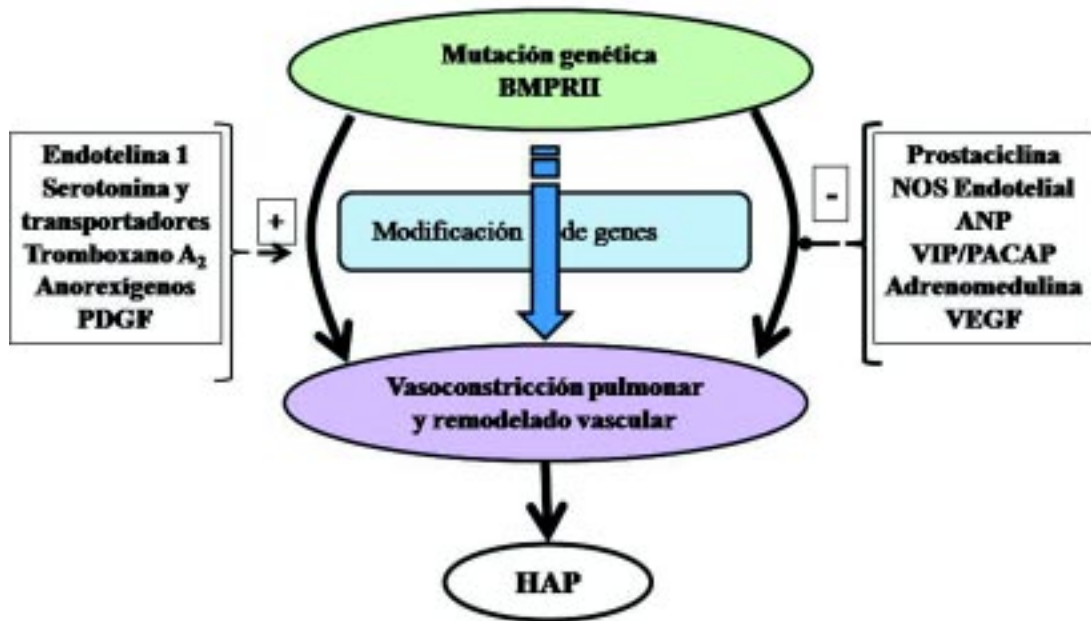 Mutación genética
BMPRII
Endotelina 1
Serotonina y
transportadores
Tromboxano A₂
Anorexigenos
PDGF
+
Modificación de genes
-
Prostaciclina
NOS Endotelial
ANP
VIP/PACAP
Adrenomedulina
VEGF
Vasoconstricción pulmonar
y remodelado vascular
HAP